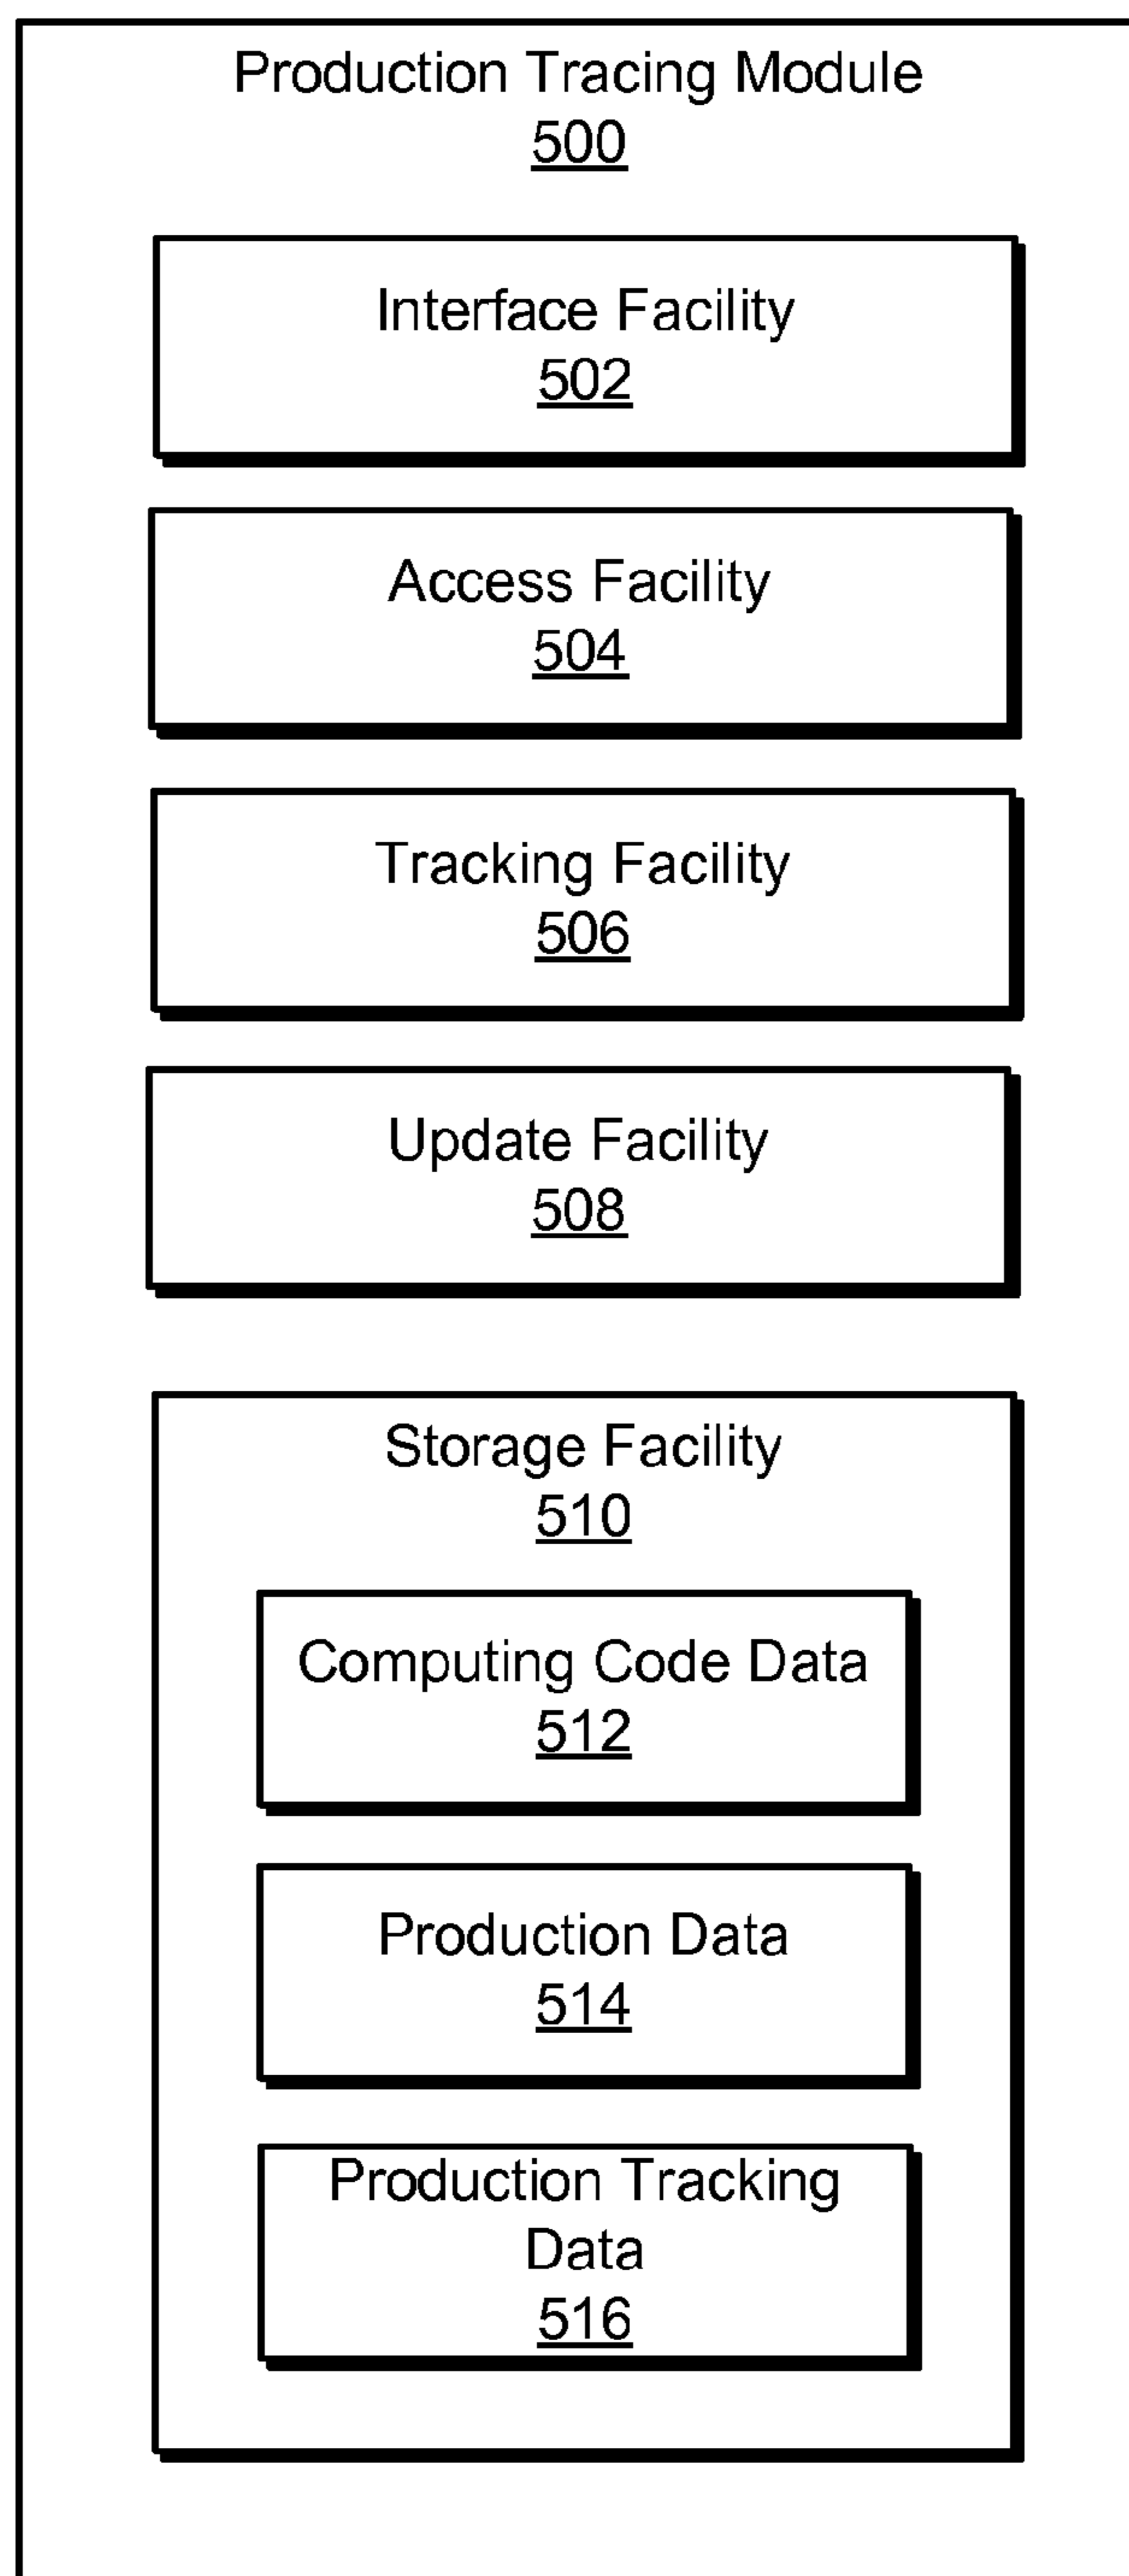 Production Tracing Module
500
Interface Facility
502
Access Facility
504
Tracking Facility
506
Update Facility
508
Storage Facility
510
Computing Code Data
512
Production Data
514
Production Tracking
Data
516